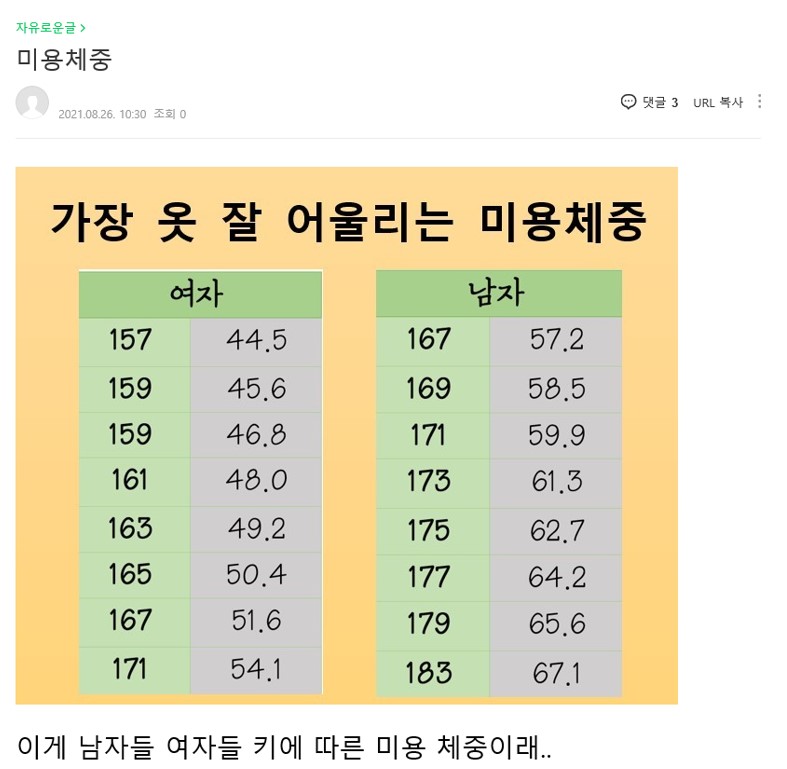 자유로운글 >
미용체중
2021.08.26. 10:30 조회 0
댓글 3 URL 복사
가장 옷 잘 어울리는 미용체중
여자 남자
157 44.5 167 57.2
159 45.6 169 58.5
159 46.8 171 59.9
161 48.0 173 61.3
163 49.2 175 62.7
165 50.4 177 64.2
167 51.6 179 65.6
171 54.1 183 67.1
이게 남자들 여자들 키에 따른 미용 체중이래..